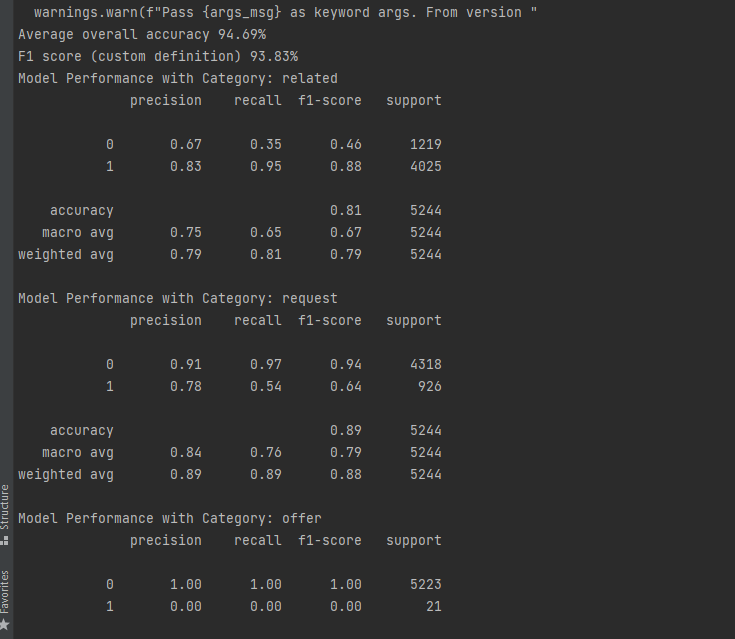 warnings.warn(f"Pass {args_msg} as keyword args. From version "
Average overall accuracy 94.69%
F1 score (custom definition) 93.83%
Model Performance with Category: related
precision recall f1-score support
0 0.67 0.35 0.46 1219
1 0.83 0.95 0.88 4025
accuracy 0.81 5244
macro avg 0.75 0.65 0.67 5244
weighted avg 0.79 0.81 0.79 5244
Model Performance with Category: request
precision recall f1-score support
0 0.91 0.97 0.94 4318
1 0.78 0.54 0.64 926
accuracy 0.89 5244
macro avg 0.84 0.76 0.79 5244
weighted avg 0.89 0.89 0.88 5244
Model Performance with Category: offer
precision recall f1-score support
0 1.00 1.00 1.00 5223
1 0.00 0.00 0.00 21
Structure
Favorites